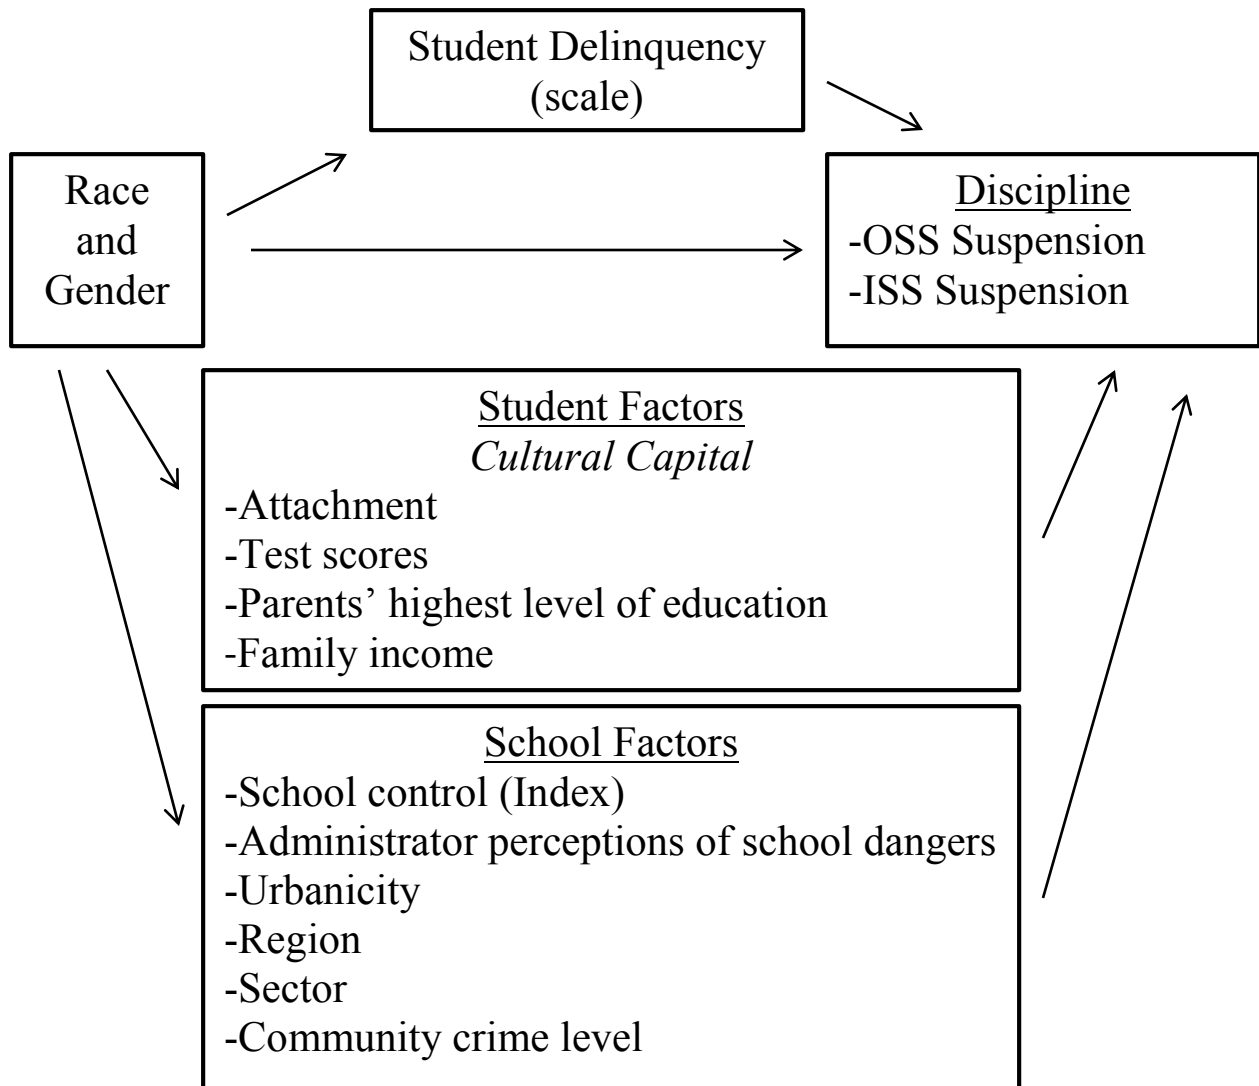 Student Delinquency
(scale)
Race
and
Gender
Discipline
-OSS Suspension
-ISS Suspension
Student Factors
Cultural Capital
-Attachment
-Test scores
-Parents’ highest level of education
-Family income
School Factors
-School control (Index)
-Administrator perceptions of school dangers
-Urbanicity
-Region
-Sector
-Community crime level